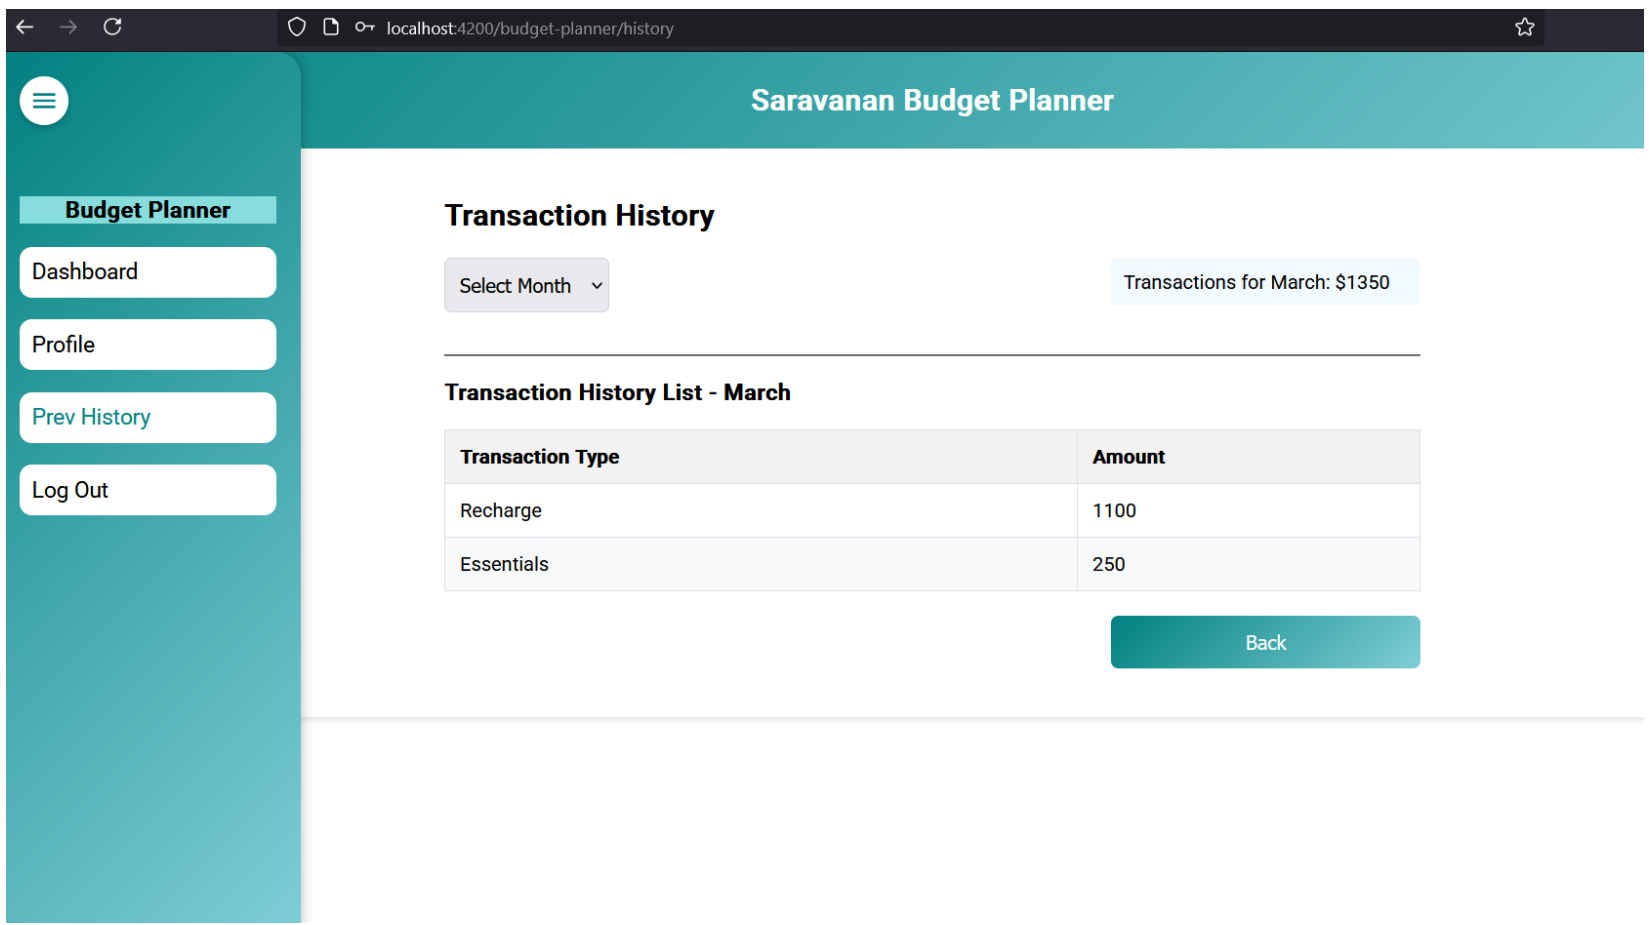 localhost:4200/budget-planner/history
Saravanan Budget Planner
Budget Planner
Dashboard
Profile
Prev History
Log Out
Transaction History
Select Month
Transactions for March: $1350
Transaction History List - March
Transaction Type Amount
Recharge 1100
Essentials 250
Back